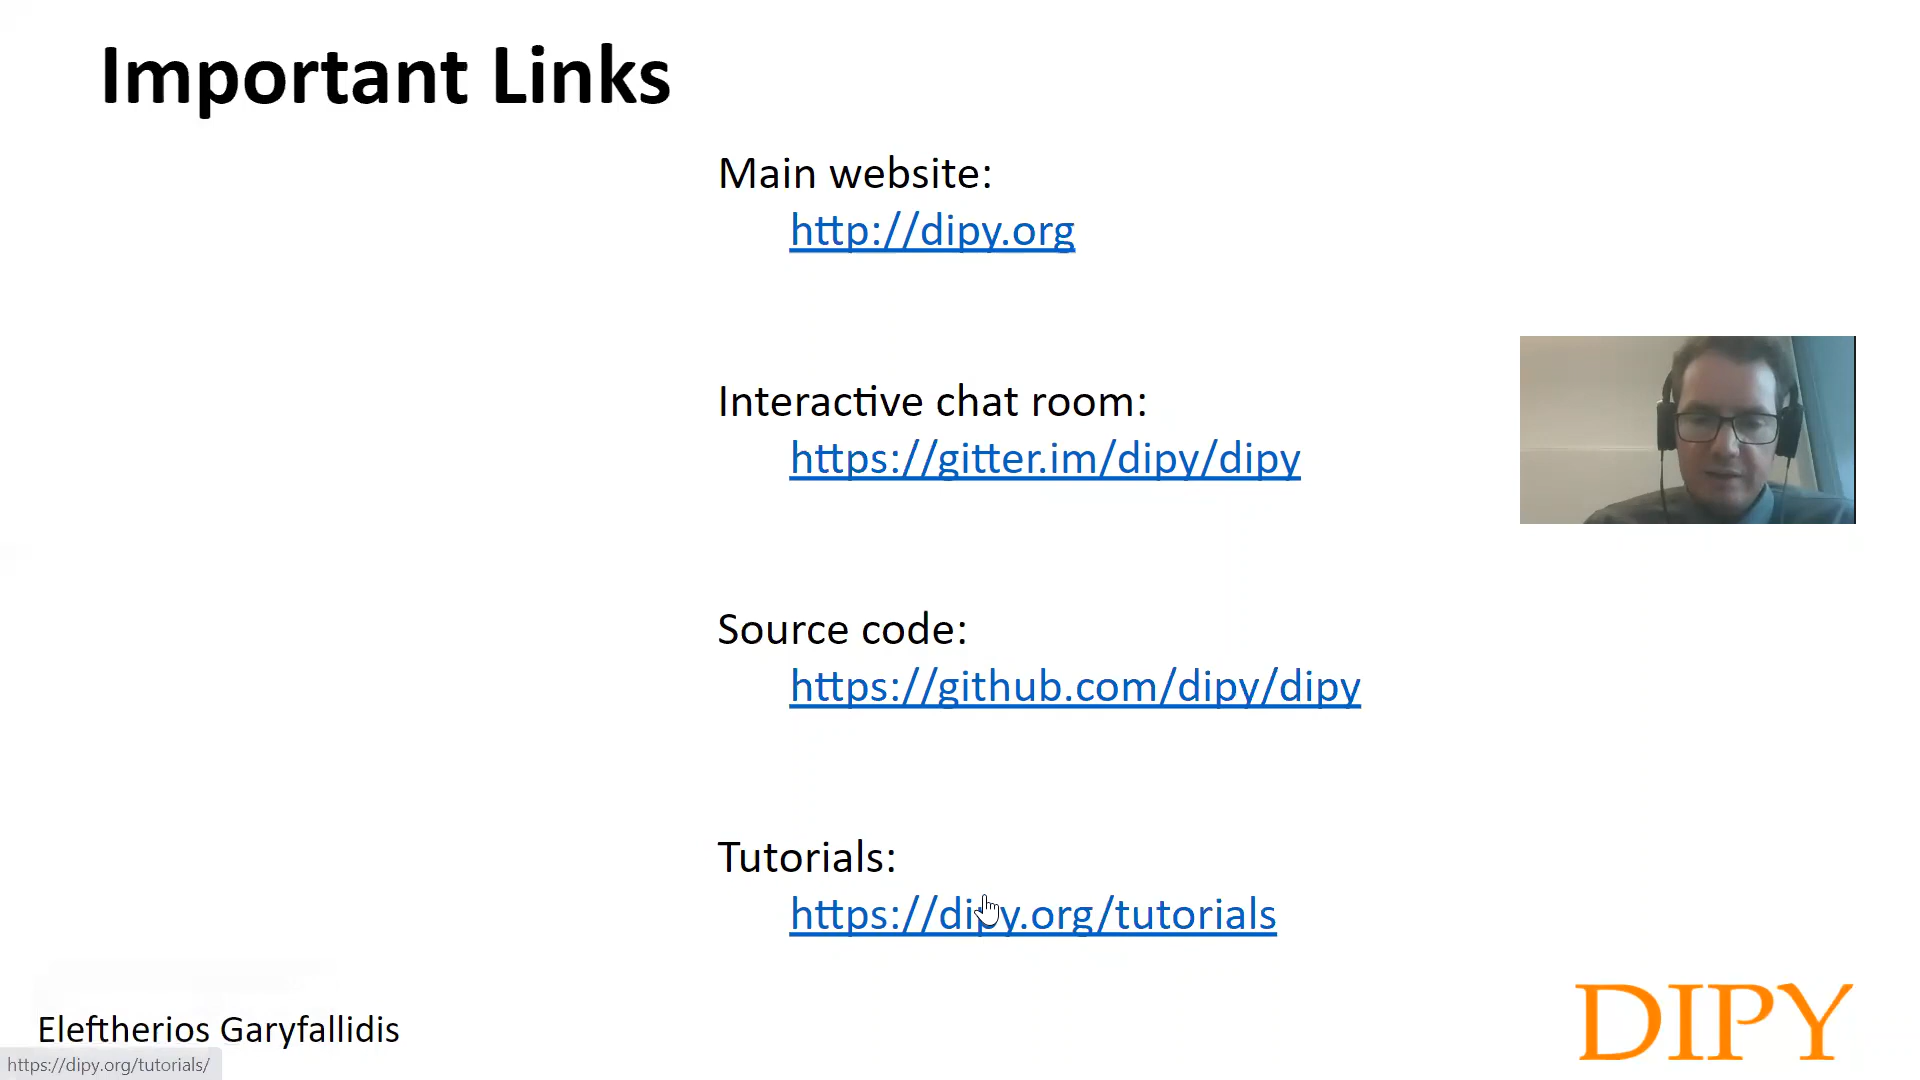 Important Links
Main website:
http://dipy.org
Interactive chat room:
https://gitter.im/dipy/dipy
Source code:
https://github.com/dipy/dipy
Tutorials:
https://dipy.org/tutorials
Eleftherios Garyfallidis
DIPY
https://dipy.org/tutorials/